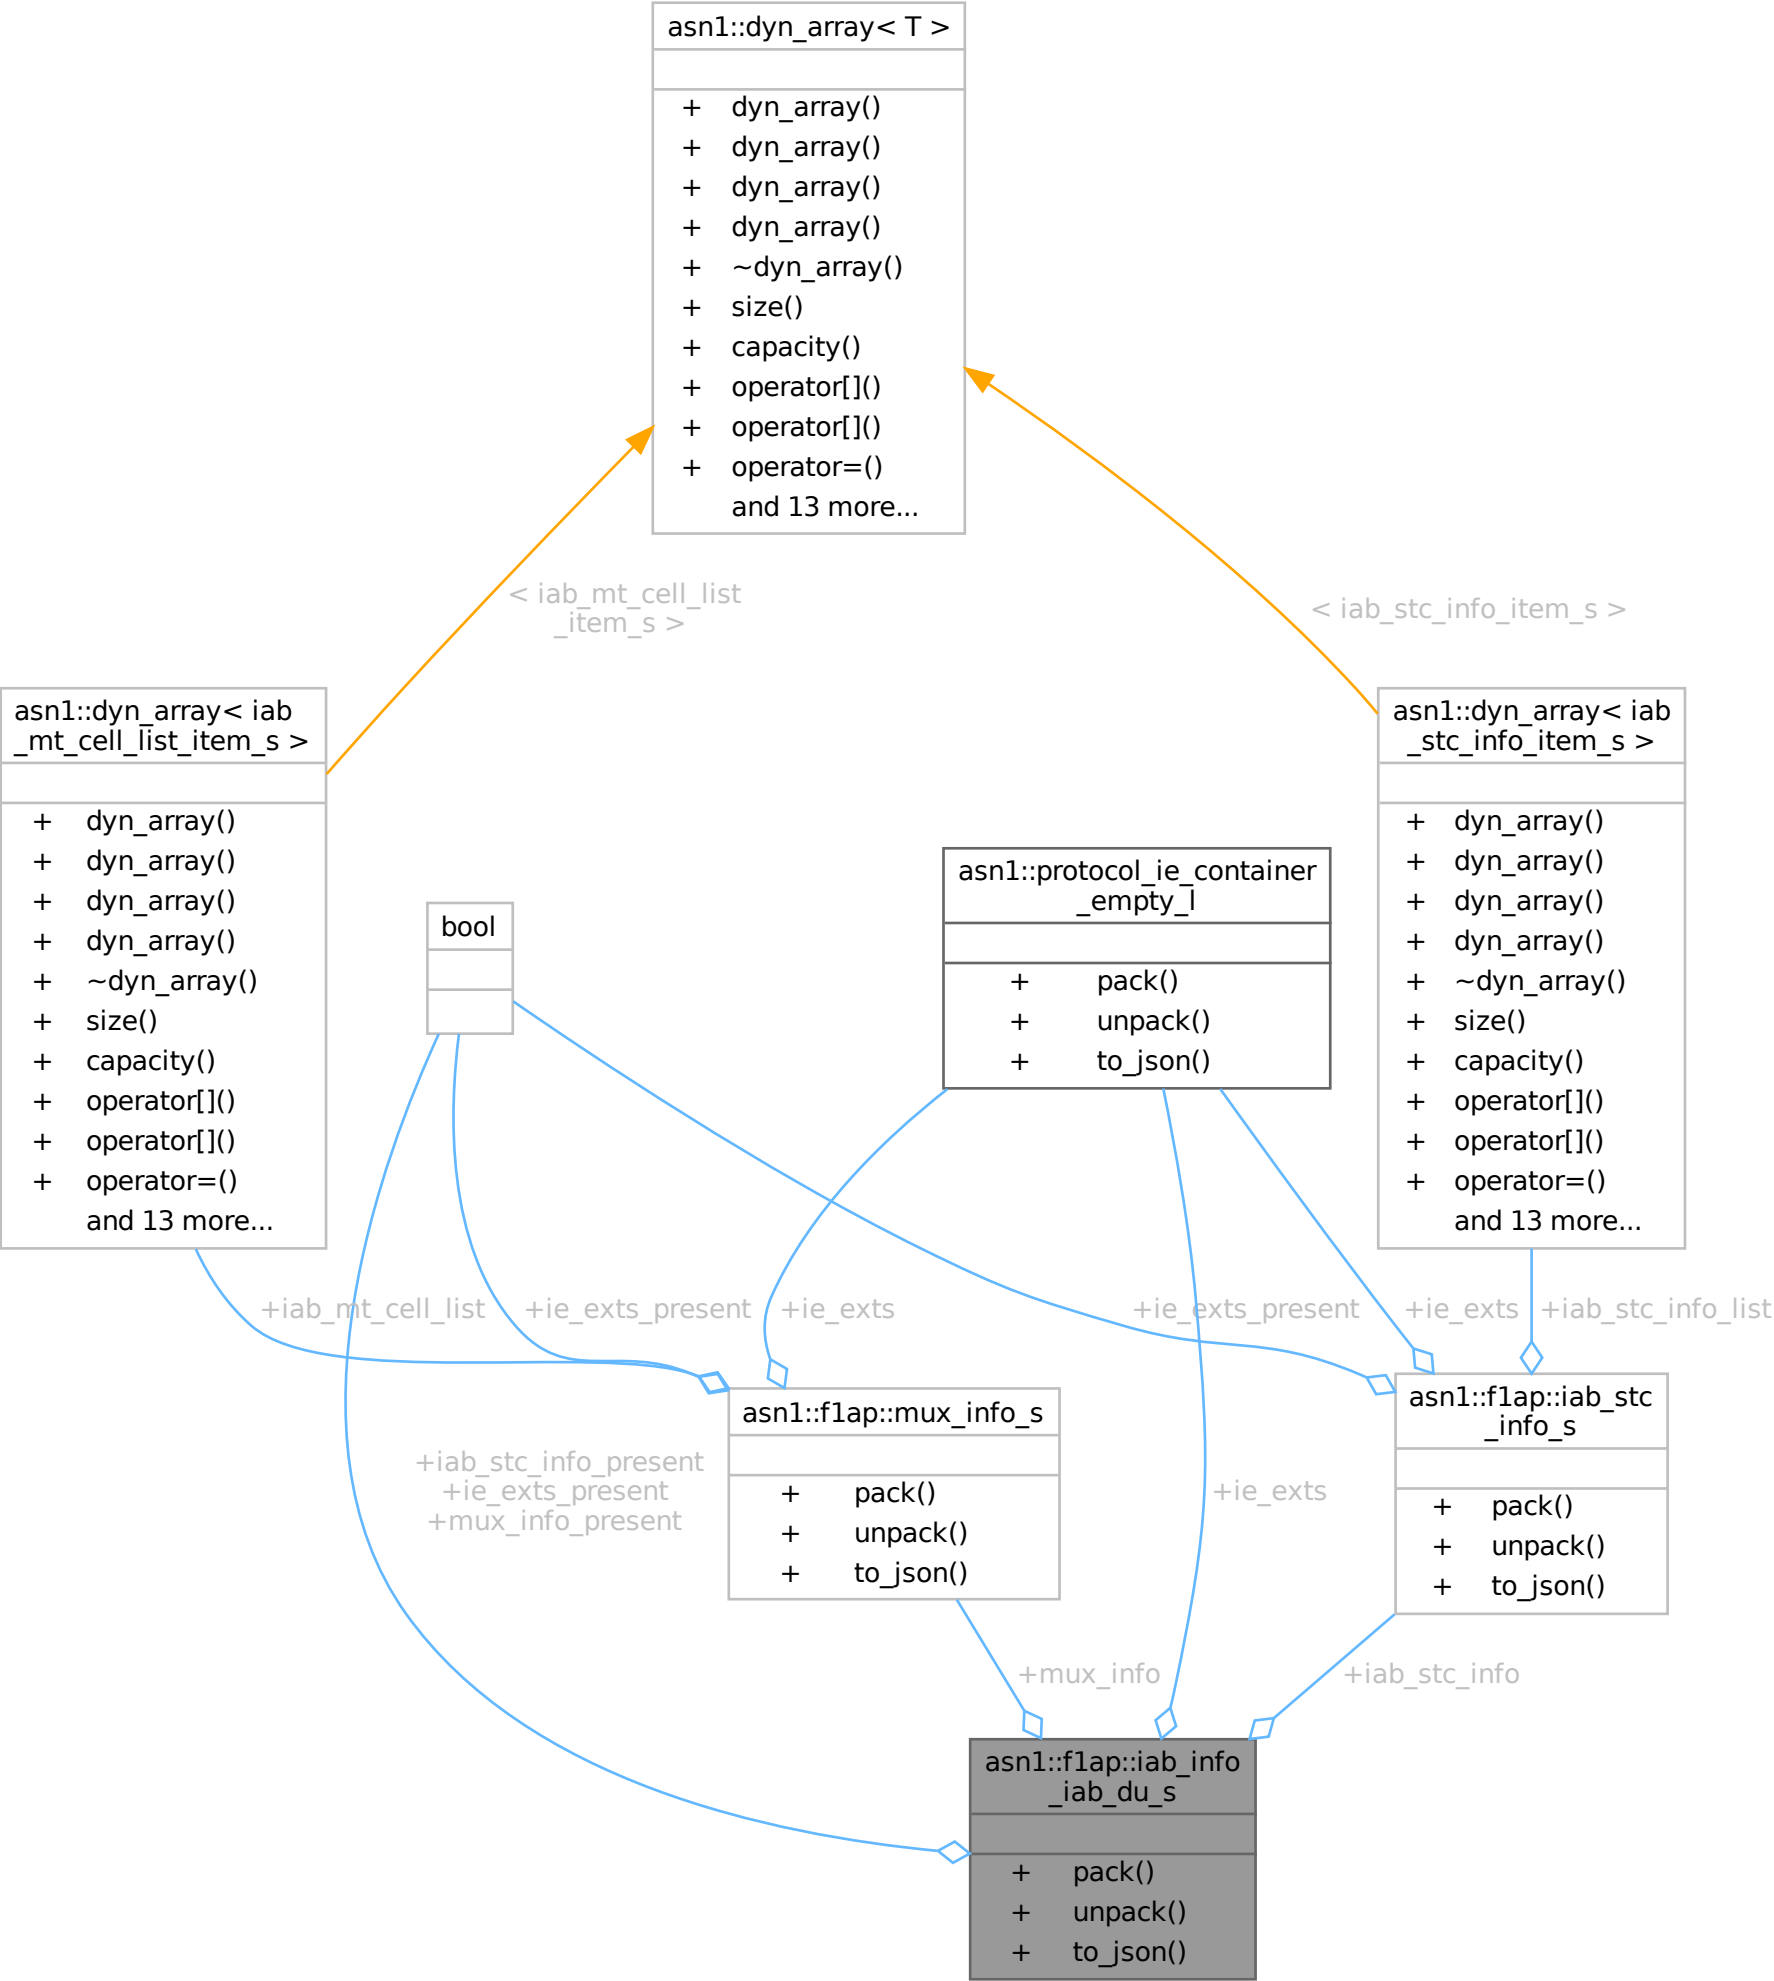 asn1::dyn_array< T >
+ dyn_array()
+ dyn_array()
+ dyn_array()
+ dyn_array()
+ ~dyn_array()
+ size()
+ capacity()
+ operator[]()
+ operator[]()
+ operator=()
and 13 more...
< iab_mt_cell_list
_item_s >
< iab_stc_info_item_s >
asn1::dyn_array< iab
_mt_cell_list_item_s >
+ dyn_array()
+ dyn_array()
+ dyn_array()
+ dyn_array()
+ ~dyn_array()
+ size()
+ capacity()
+ operator[]()
+ operator[]()
+ operator=()
and 13 more...
bool
asn1::protocol_ie_container
_empty_l
+ pack()
+ unpack()
+ to_json()
asn1::dyn_array< iab
_stc_info_item_s >
+ dyn_array()
+ dyn_array()
+ dyn_array()
+ dyn_array()
+ ~dyn_array()
+ size()
+ capacity()
+ operator[]()
+ operator[]()
+ operator=()
and 13 more...
+iab_mt_cell_list
+ie_exts_present
+ie_exts
+ie_exts_present
+ie_exts
+iab_stc_info_list
asn1::f1ap::mux_info_s
+ pack()
+ unpack()
+ to_json()
asn1::f1ap::iab_stc
_info_s
+ pack()
+ unpack()
+ to_json()
+iab_stc_info_present
+ie_exts_present
+mux_info_present
+ie_exts
+mux_info
+iab_stc_info
asn1::f1ap::iab_info
_iab_du_s
+ pack()
+ unpack()
+ to_json()